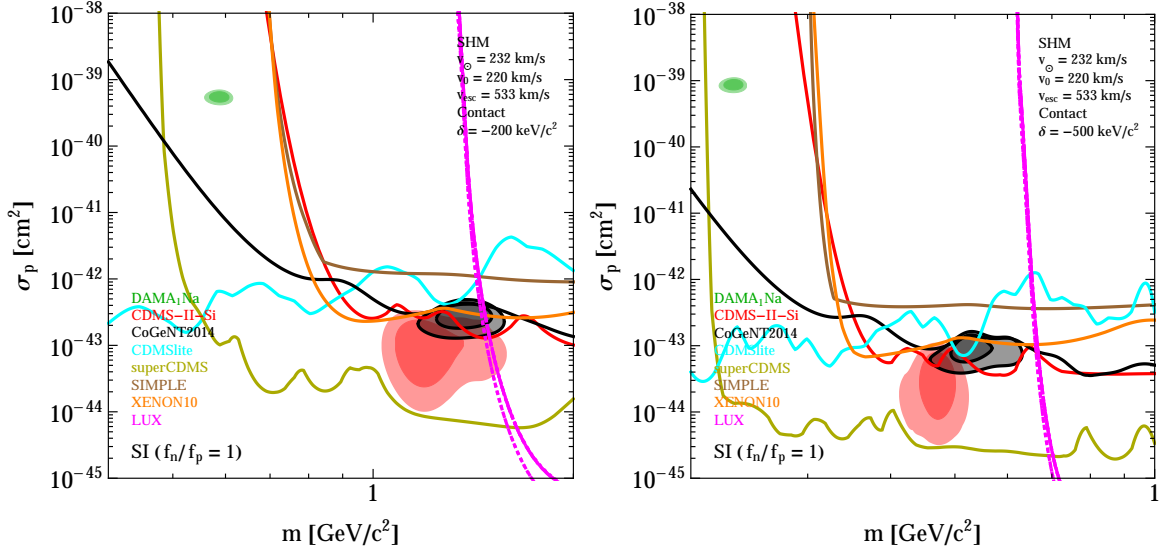 10⁻³⁸
10⁻³⁹
10⁻⁴⁰
10⁻⁴¹
10⁻⁴²
10⁻⁴³
10⁻⁴⁴
10⁻⁴⁵
σₚ [cm²]
SHM
v⊙ = 232 km/s
v₀ = 220 km/s
vₑₛ꜀ = 533 km/s
Contact
δ = −200 keV/c²
DAMA₁Na
CDMS−II−Si
CoGeNT2014
CDMSlite
superCDMS
SIMPLE
XENON10
LUX
SI (fₙ/fₚ = 1)
1
m [GeV/c²]
10⁻³⁸
10⁻³⁹
10⁻⁴⁰
10⁻⁴¹
10⁻⁴²
10⁻⁴³
10⁻⁴⁴
10⁻⁴⁵
σₚ [cm²]
SHM
v⊙ = 232 km/s
v₀ = 220 km/s
vₑₛ꜀ = 533 km/s
Contact
δ = −500 keV/c²
DAMA₁Na
CDMS−II−Si
CoGeNT2014
CDMSlite
superCDMS
SIMPLE
XENON10
LUX
SI (fₙ/fₚ = 1)
1
m [GeV/c²]